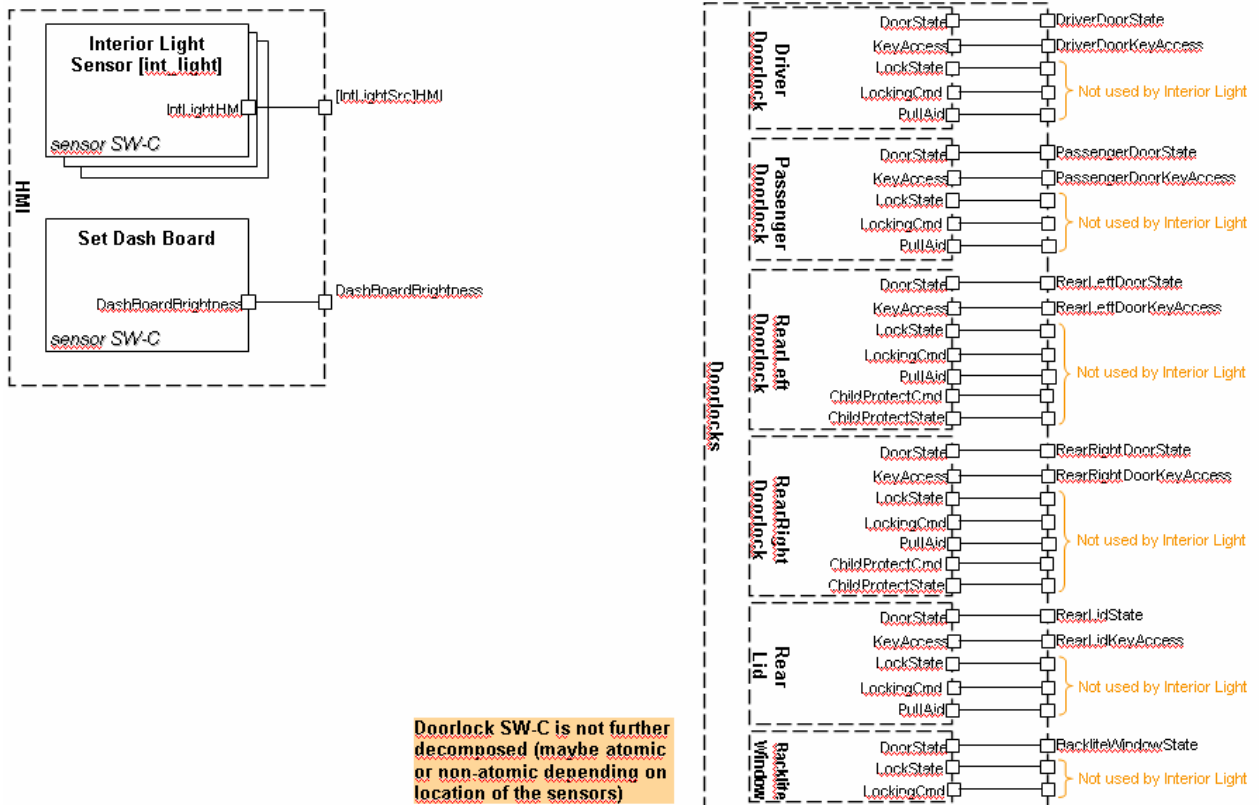 Interior Light
Sensor [int_light]
IntLightHMI
sensor SW-C
[IntLightSrc]HMI
HMI
Set Dash Board
DashBoardBrightness
sensor SW-C
DashBoardBrightness
Doorlock SW-C is not further
decomposed (maybe atomic
or non-atomic depending on
location of the sensors)
Doorlocks
Driver
Doorlock
DoorState
DriverDoorState
KeyAccess
DriverDoorKeyAccess
LockState
LockingCmd
Not used by Interior Light
PullAid
Passenger
Doorlock
DoorState
PassengerDoorState
KeyAccess
PassengerDoorKeyAccess
LockState
LockingCmd
Not used by Interior Light
PullAid
RearLeft
Doorlock
DoorState
RearLeftDoorState
KeyAccess
RearLeftDoorKeyAccess
LockState
LockingCmd
Not used by Interior Light
PullAid
ChildProtectCmd
ChildProtectState
RearRight
Doorlock
DoorState
RearRightDoorState
KeyAccess
RearRightDoorKeyAccess
LockState
LockingCmd
Not used by Interior Light
PullAid
ChildProtectCmd
ChildProtectState
Rear
Lid
DoorState
RearLidState
KeyAccess
RearLidKeyAccess
LockState
LockingCmd
Not used by Interior Light
PullAid
Backlite
Window
DoorState
BackliteWindowState
LockState
Not used by Interior Light
LockingCmd